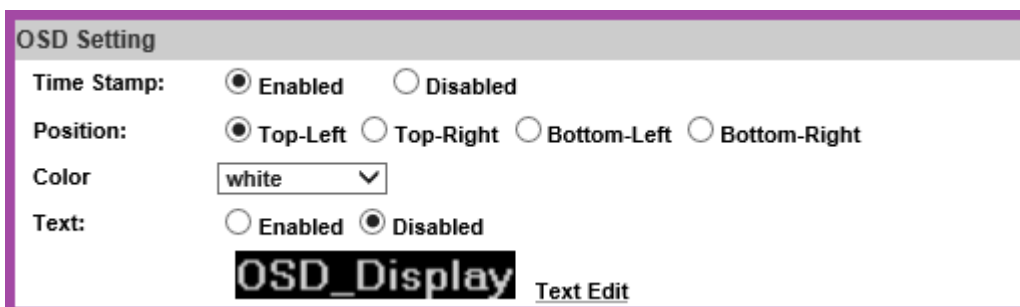 OSD Setting
Time Stamp: Enabled Disabled
Position: Top-Left Top-Right Bottom-Left Bottom-Right
Color white
Text: Enabled Disabled
OSD_Display Text Edit